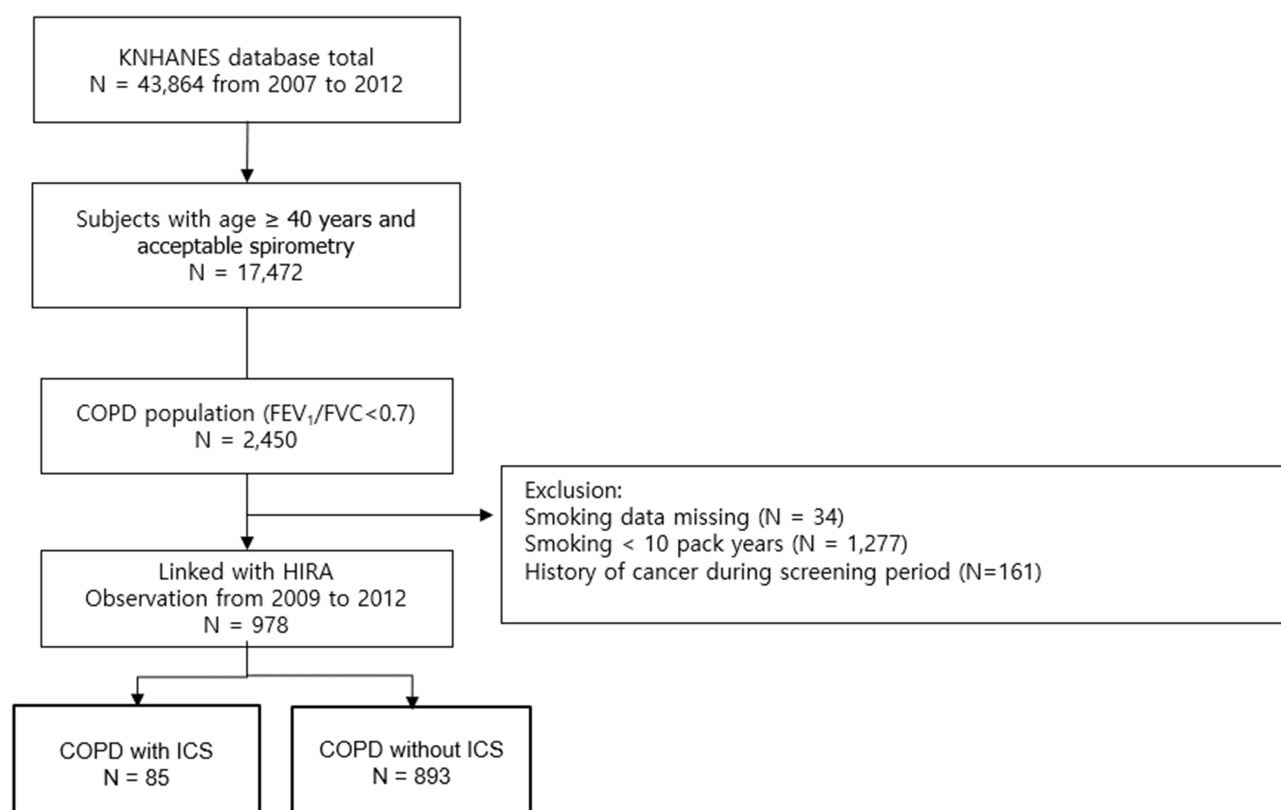 KNHANES database total
N = 43,864 from 2007 to 2012
Subjects with age ≥ 40 years and
acceptable spirometry
N = 17,472
COPD population (FEV₁/FVC<0.7)
N = 2,450
Exclusion:
Smoking data missing (N = 34)
Smoking < 10 pack years (N = 1,277)
History of cancer during screening period (N=161)
Linked with HIRA
Observation from 2009 to 2012
N = 978
COPD with ICS
N = 85
COPD without ICS
N = 893